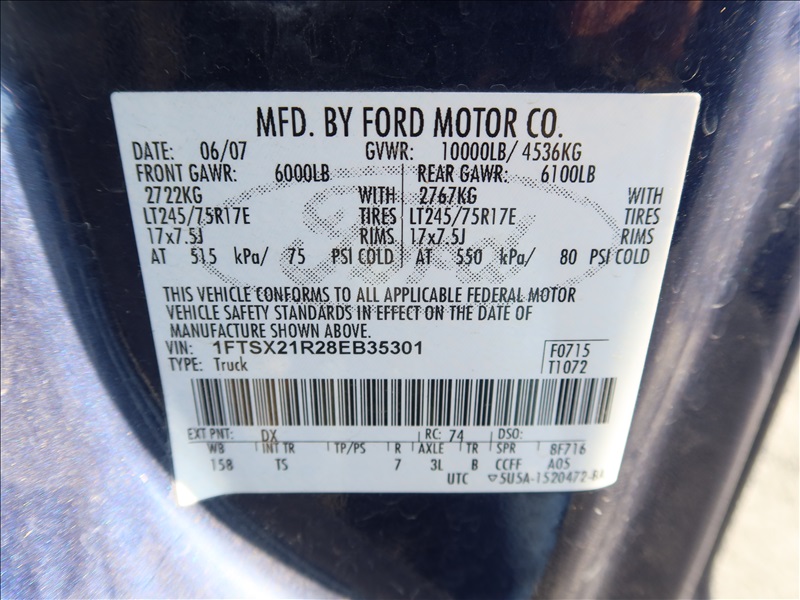 MFD. BY FORD MOTOR CO.
DATE: 06/07 GVWR: 10000LB/ 4536KG
FRONT GAWR: 6000LB REAR GAWR: 6100LB
2722KG WITH 2767KG WITH
LT245/75R17E TIRES LT245/75R17E TIRES
17x7.5J RIMS 17x7.5J RIMS
AT 515 kPa/ 75 PSI COLD AT 550 kPa/ 80 PSI COLD
THIS VEHICLE CONFORMS TO ALL APPLICABLE FEDERAL MOTOR
VEHICLE SAFETY STANDARDS IN EFFECT ON THE DATE OF
MANUFACTURE SHOWN ABOVE.
VIN: 1FTSX21R28EB35301 F0715
TYPE: Truck T1072
EXT PNT: DX RC: 74 DSO:
WB INT TR TP/PS R AXLE TR SPR 8F716
158 TS 7 3L B CCFF A05
UTC 5U5A-1520472-